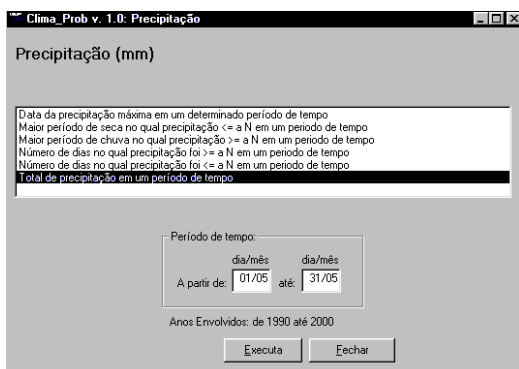 Clima_Prob v. 1.0: Precipitação
Precipitação (mm)
Data da precipitação máxima em um determinado período de tempo
Maior período de seca no qual precipitação <= a N em um periodo de tempo
Maior período de chuva no qual precipitação >= a N em um periodo de tempo
Número de dias no qual precipitação foi >= a N em um periodo de tempo
Número de dias no qual precipitação foi <= a N em um periodo de tempo
Total de precipitação em um período de tempo
Período de tempo:
dia/mês dia/mês
A partir de: 01/05 até: 31/05
Anos Envolvidos: de 1990 até 2000
Executa Fechar